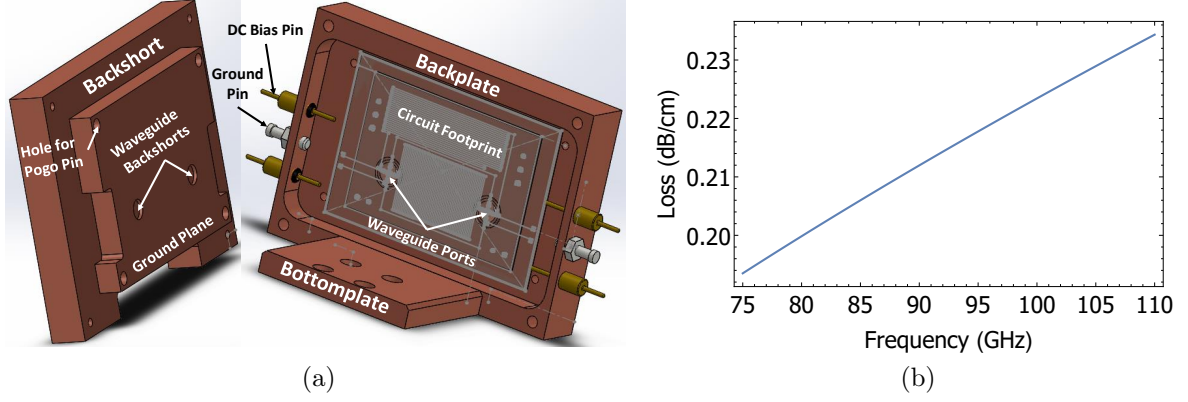 Backshort
Hole for
Pogo Pin
Waveguide
Backshorts
Ground Plane
DC Bias Pin
Ground
Pin
Backplate
Circuit Footprint
Waveguide Ports
Bottomplate
(a)
Loss (dB/cm)
0.23
0.22
0.21
0.20
75 80 85 90 95 100 105 110
Frequency (GHz)
(b)